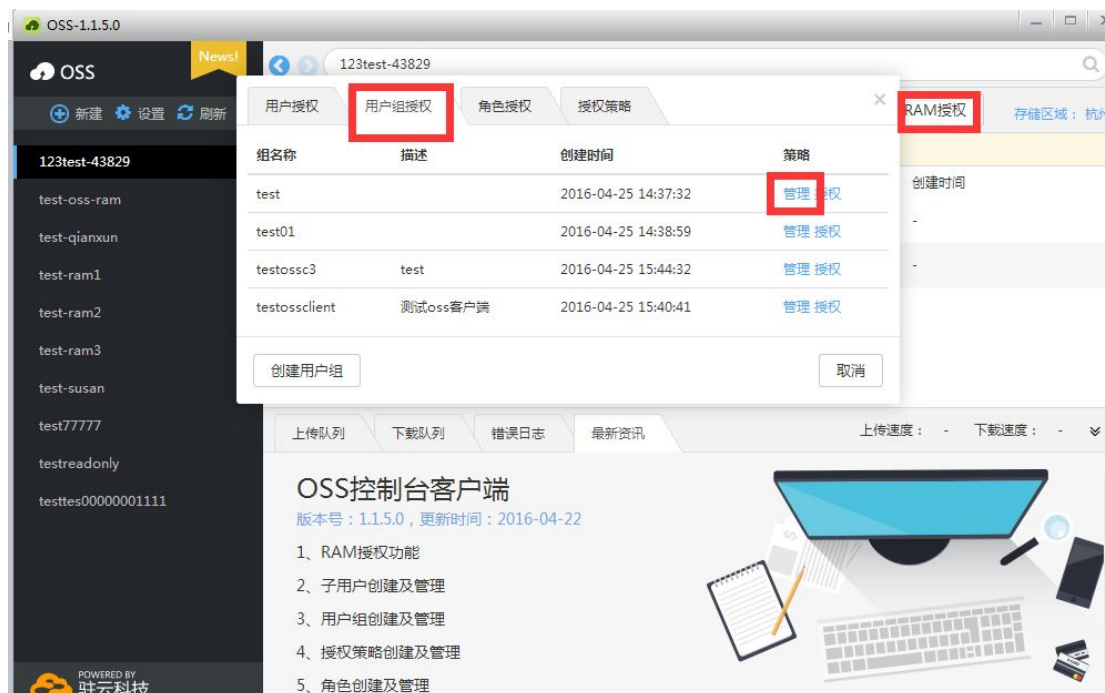 OSS-1.1.5.0
OSS
News!
123test-43829
新建 设置 刷新
用户授权 用户组授权 角色授权 授权策略
RAM授权 存储区域：杭州
组名称 描述 创建时间 策略
test 2016-04-25 14:37:32 管理 授权
test01 2016-04-25 14:38:59 管理 授权
testossc3 test 2016-04-25 15:44:32 管理 授权
testossclient 测试oss客户端 2016-04-25 15:40:41 管理 授权
创建用户组 取消
创建时间
-
-
123test-43829
test-oss-ram
test-qianxun
test-ram1
test-ram2
test-ram3
test-susan
test77777
testreadonly
testtes00000001111
上传队列 下载队列 错误日志 最新资讯 上传速度： - 下载速度： -
OSS控制台客户端
版本号：1.1.5.0，更新时间：2016-04-22
1、RAM授权功能
2、子用户创建及管理
3、用户组创建及管理
4、授权策略创建及管理
5、角色创建及管理
POWERED BY
驻云科技